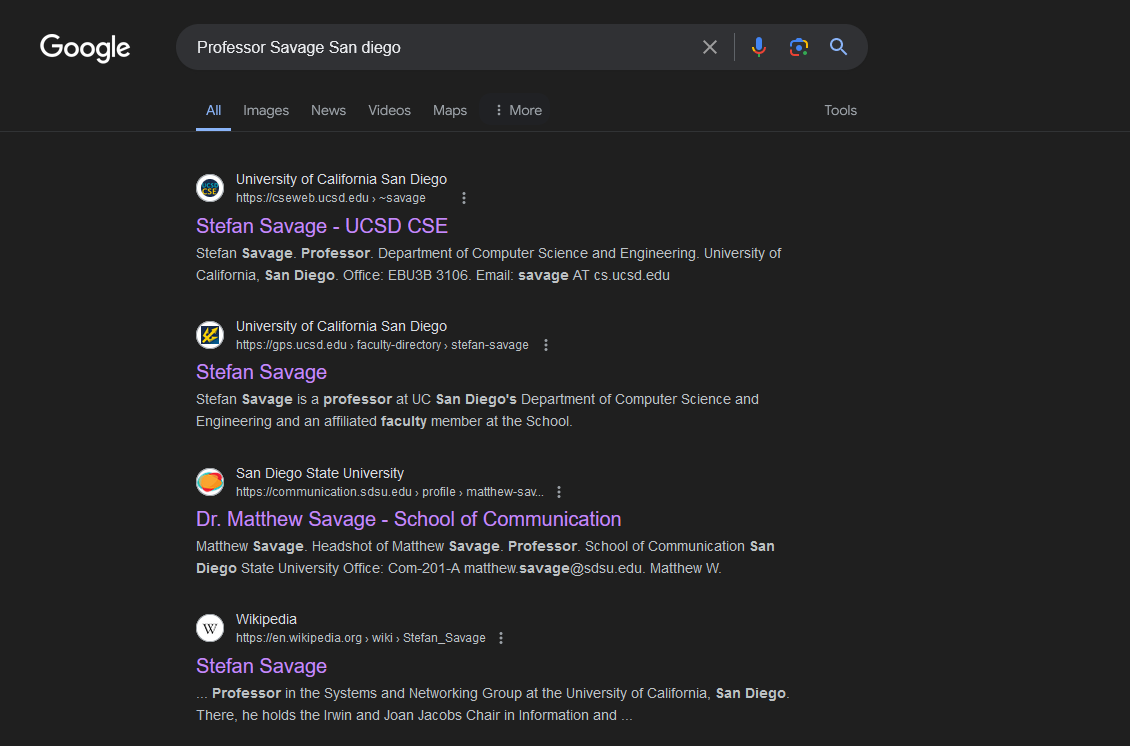 Google
Professor Savage San diego
All Images News Videos Maps More Tools
University of California San Diego
https://cseweb.ucsd.edu › ~savage
Stefan Savage - UCSD CSE
Stefan Savage. Professor. Department of Computer Science and Engineering. University of
California, San Diego. Office: EBU3B 3106. Email: savage AT cs.ucsd.edu
University of California San Diego
https://gps.ucsd.edu › faculty-directory › stefan-savage
Stefan Savage
Stefan Savage is a professor at UC San Diego's Department of Computer Science and
Engineering and an affiliated faculty member at the School.
San Diego State University
https://communication.sdsu.edu › profile › matthew-sav...
Dr. Matthew Savage - School of Communication
Matthew Savage. Headshot of Matthew Savage. Professor. School of Communication San
Diego State University Office: Com-201-A matthew.savage@sdsu.edu. Matthew W.
W
Wikipedia
https://en.wikipedia.org › wiki › Stefan_Savage
Stefan Savage
... Professor in the Systems and Networking Group at the University of California, San Diego.
There, he holds the Irwin and Joan Jacobs Chair in Information and ...